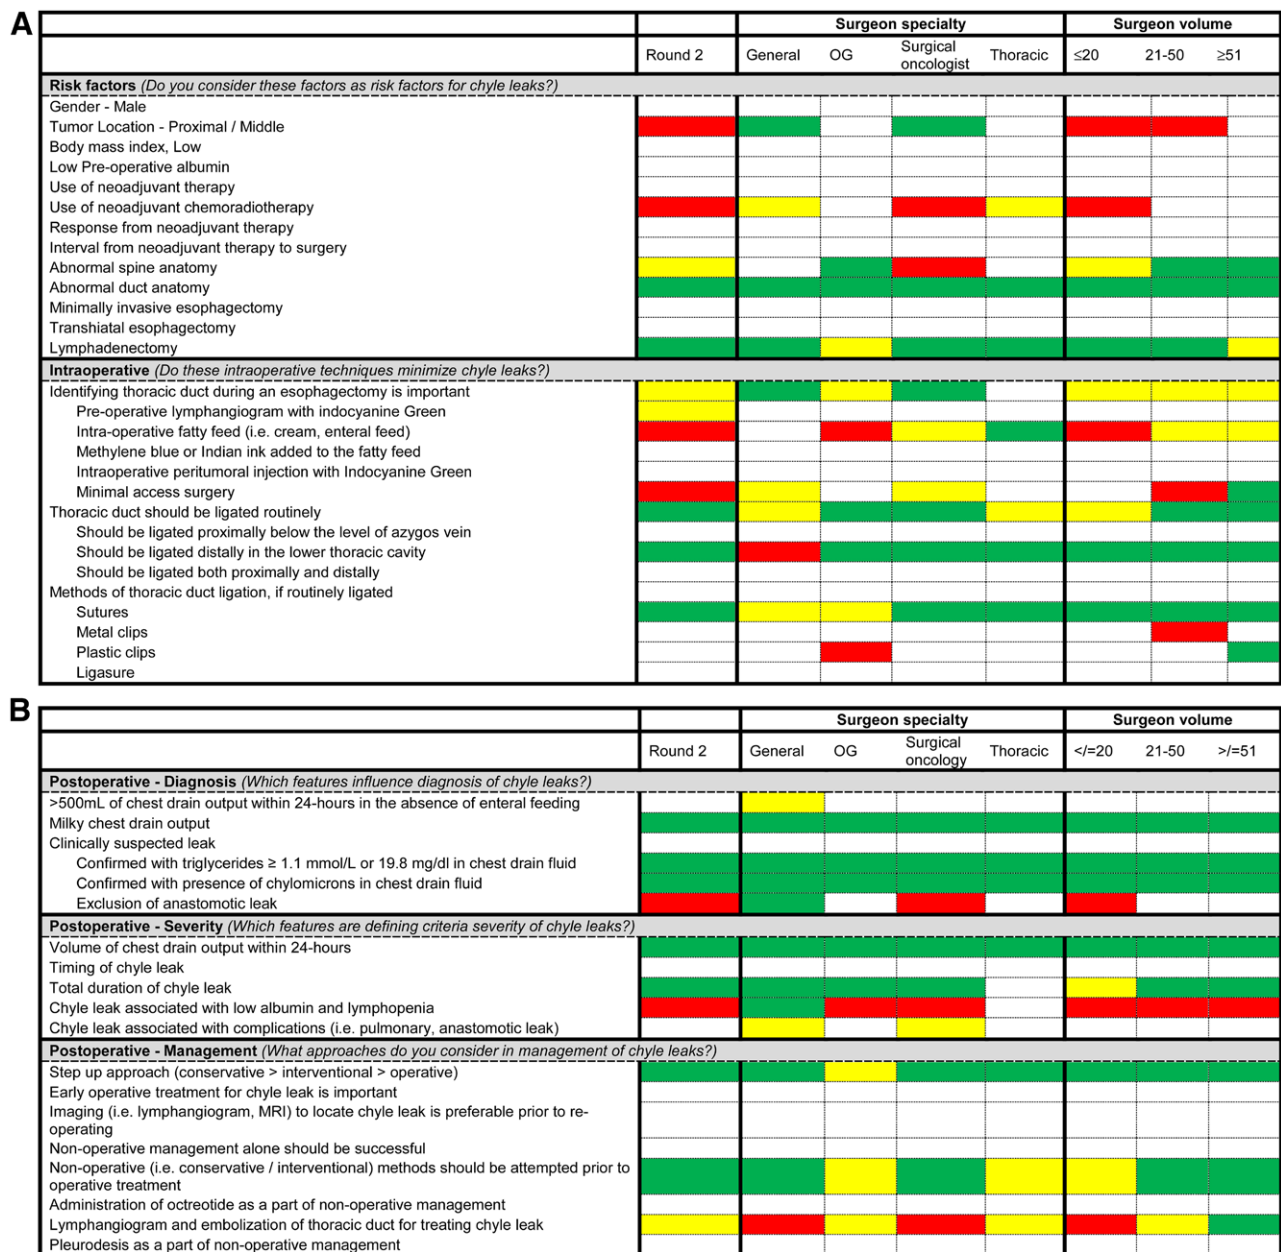 A
Surgeon specialty Surgeon volume
Round 2 General OG Surgical oncologist Thoracic ≤20 21-50 ≥51
Risk factors (Do you consider these factors as risk factors for chyle leaks?)
Gender - Male
Tumor Location - Proximal / Middle
Body mass index, Low
Low Pre-operative albumin
Use of neoadjuvant therapy
Use of neoadjuvant chemoradiotherapy
Response from neoadjuvant therapy
Interval from neoadjuvant therapy to surgery
Abnormal spine anatomy
Abnormal duct anatomy
Minimally invasive esophagectomy
Transhiatal esophagectomy
Lymphadenectomy
Intraoperative (Do these intraoperative techniques minimize chyle leaks?)
Identifying thoracic duct during an esophagectomy is important
Pre-operative lymphangiogram with indocyanine Green
Intra-operative fatty feed (i.e. cream, enteral feed)
Methylene blue or Indian ink added to the fatty feed
Intraoperative peritumoral injection with Indocyanine Green
Minimal access surgery
Thoracic duct should be ligated routinely
Should be ligated proximally below the level of azygos vein
Should be ligated distally in the lower thoracic cavity
Should be ligated both proximally and distally
Methods of thoracic duct ligation, if routinely ligated
Sutures
Metal clips
Plastic clips
Ligasure
B
Surgeon specialty Surgeon volume
Round 2 General OG Surgical oncology Thoracic </=20 21-50 >/=51
Postoperative - Diagnosis (Which features influence diagnosis of chyle leaks?)
>500mL of chest drain output within 24-hours in the absence of enteral feeding
Milky chest drain output
Clinically suspected leak
Confirmed with triglycerides ≥ 1.1 mmol/L or 19.8 mg/dl in chest drain fluid
Confirmed with presence of chylomicrons in chest drain fluid
Exclusion of anastomotic leak
Postoperative - Severity (Which features are defining criteria severity of chyle leaks?)
Volume of chest drain output within 24-hours
Timing of chyle leak
Total duration of chyle leak
Chyle leak associated with low albumin and lymphopenia
Chyle leak associated with complications (i.e. pulmonary, anastomotic leak)
Postoperative - Management (What approaches do you consider in management of chyle leaks?)
Step up approach (conservative > interventional > operative)
Early operative treatment for chyle leak is important
Imaging (i.e. lymphangiogram, MRI) to locate chyle leak is preferable prior to re-
operating
Non-operative management alone should be successful
Non-operative (i.e. conservative / interventional) methods should be attempted prior to
operative treatment
Administration of octreotide as a part of non-operative management
Lymphangiogram and embolization of thoracic duct for treating chyle leak
Pleurodesis as a part of non-operative management